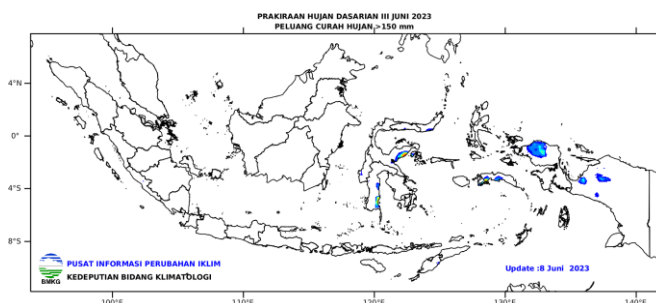 PRAKIRAAN HUJAN DASARIAN III JUNI 2023
PELUANG CURAH HUJAN >150 mm
4°N
0°
4°S
8°S
PUSAT INFORMASI PERUBAHAN IKLIM
KEDEPUTIAN BIDANG KLIMATOLOGI
BMKG
Update :8 Juni 2023
100°E
110°E
120°E
130°E
140°E